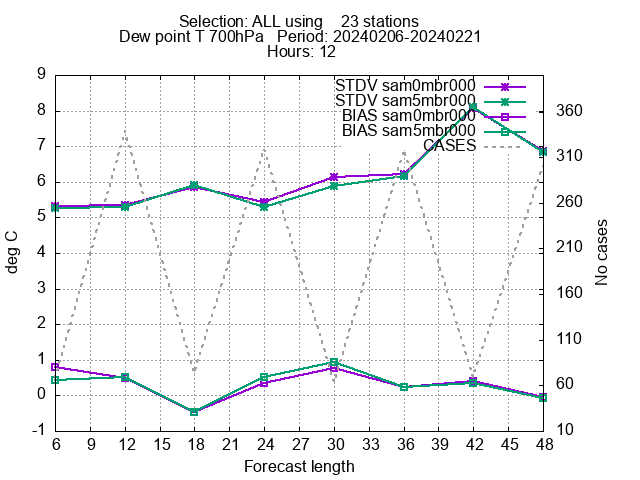 Selection: ALL using    23 stations
Dew point T 700hPa   Period: 20240206-20240221
Hours: 12
STDV sam0mbr000
STDV sam5mbr000
BIAS sam0mbr000
BIAS sam5mbr000
CASES
9
8
7
6
5
4
3
2
1
0
-1
deg C
360
310
260
210
160
110
60
10
No cases
6 9 12 15 18 21 24 27 30 33 36 39 42 45 48
Forecast length